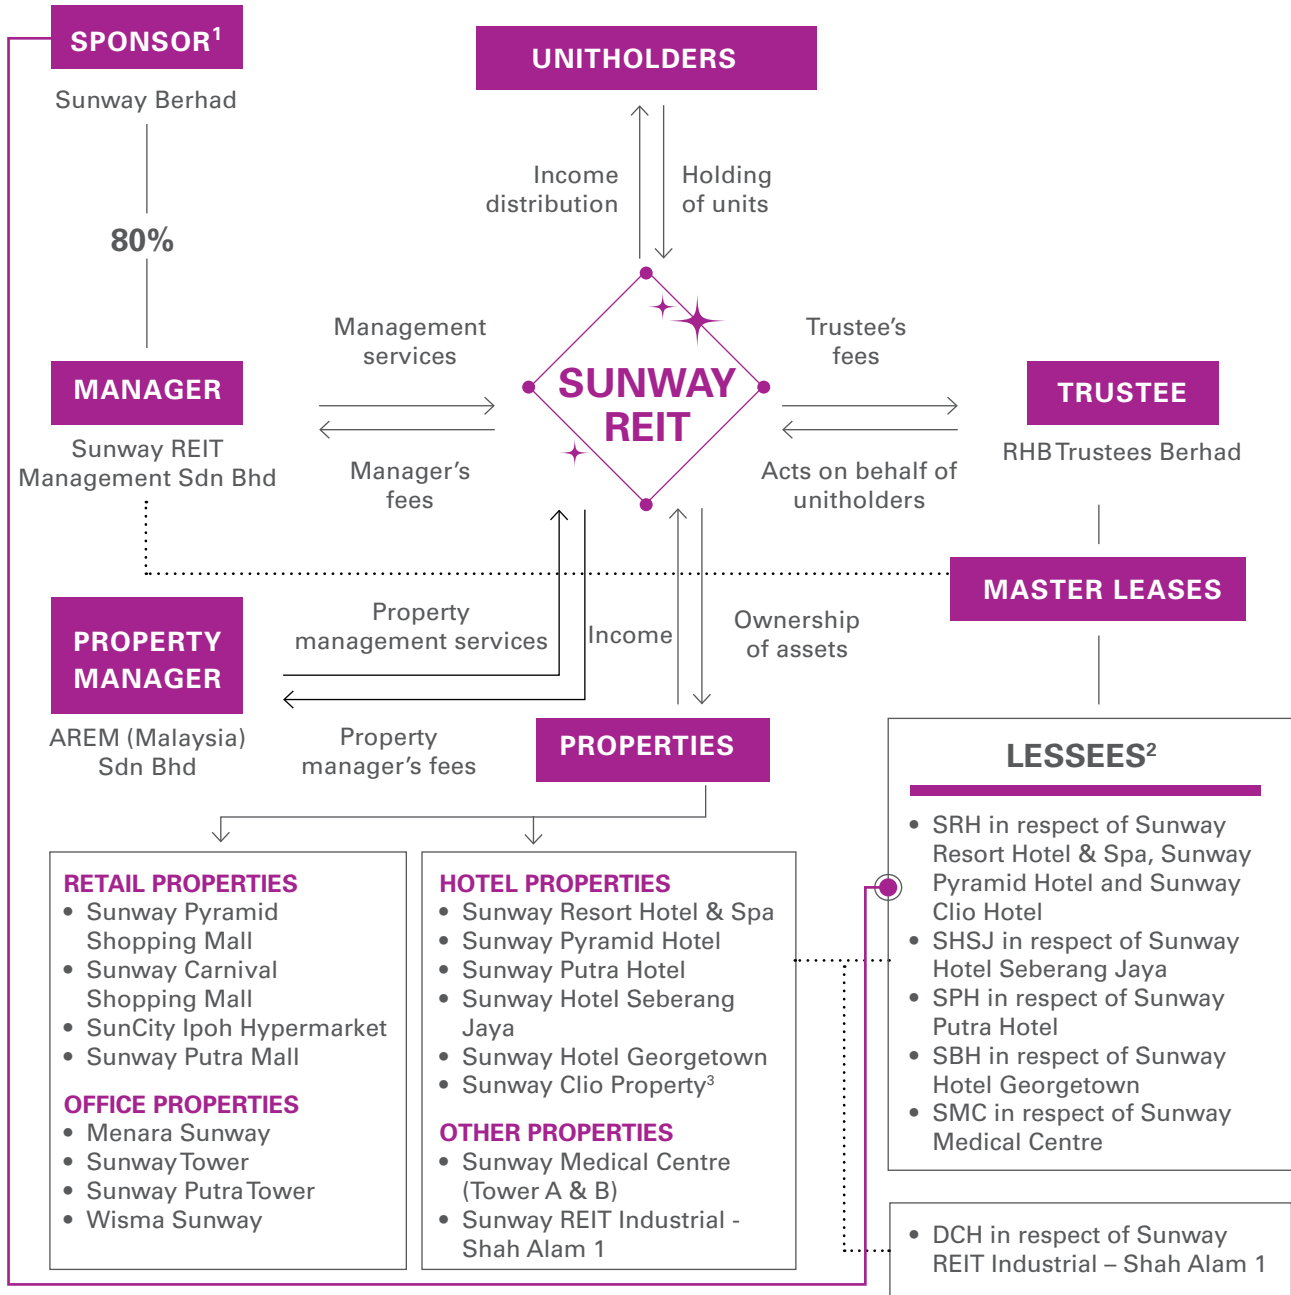 SPONSOR¹
Sunway Berhad
80%
UNITHOLDERS
Income
distribution
Holding
of units
MANAGER
Sunway REIT
Management Sdn Bhd
Management
services
Manager's
fees
SUNWAY
REIT
Trustee's
fees
Acts on behalf of
unitholders
TRUSTEE
RHB Trustees Berhad
MASTER LEASES
PROPERTY
MANAGER
AREM (Malaysia)
Sdn Bhd
Property
management services
Property
manager's fees
Income
Ownership
of assets
PROPERTIES
RETAIL PROPERTIES
• Sunway Pyramid
Shopping Mall
• Sunway Carnival
Shopping Mall
• SunCity Ipoh Hypermarket
• Sunway Putra Mall
OFFICE PROPERTIES
• Menara Sunway
• Sunway Tower
• Sunway Putra Tower
• Wisma Sunway
HOTEL PROPERTIES
• Sunway Resort Hotel & Spa
• Sunway Pyramid Hotel
• Sunway Putra Hotel
• Sunway Hotel Seberang
Jaya
• Sunway Hotel Georgetown
• Sunway Clio Property³
OTHER PROPERTIES
• Sunway Medical Centre
(Tower A & B)
• Sunway REIT Industrial -
Shah Alam 1
LESSEES²
• SRH in respect of Sunway
Resort Hotel & Spa, Sunway
Pyramid Hotel and Sunway
Clio Hotel
• SHSJ in respect of Sunway
Hotel Seberang Jaya
• SPH in respect of Sunway
Putra Hotel
• SBH in respect of Sunway
Hotel Georgetown
• SMC in respect of Sunway
Medical Centre
• DCH in respect of Sunway
REIT Industrial – Shah Alam 1